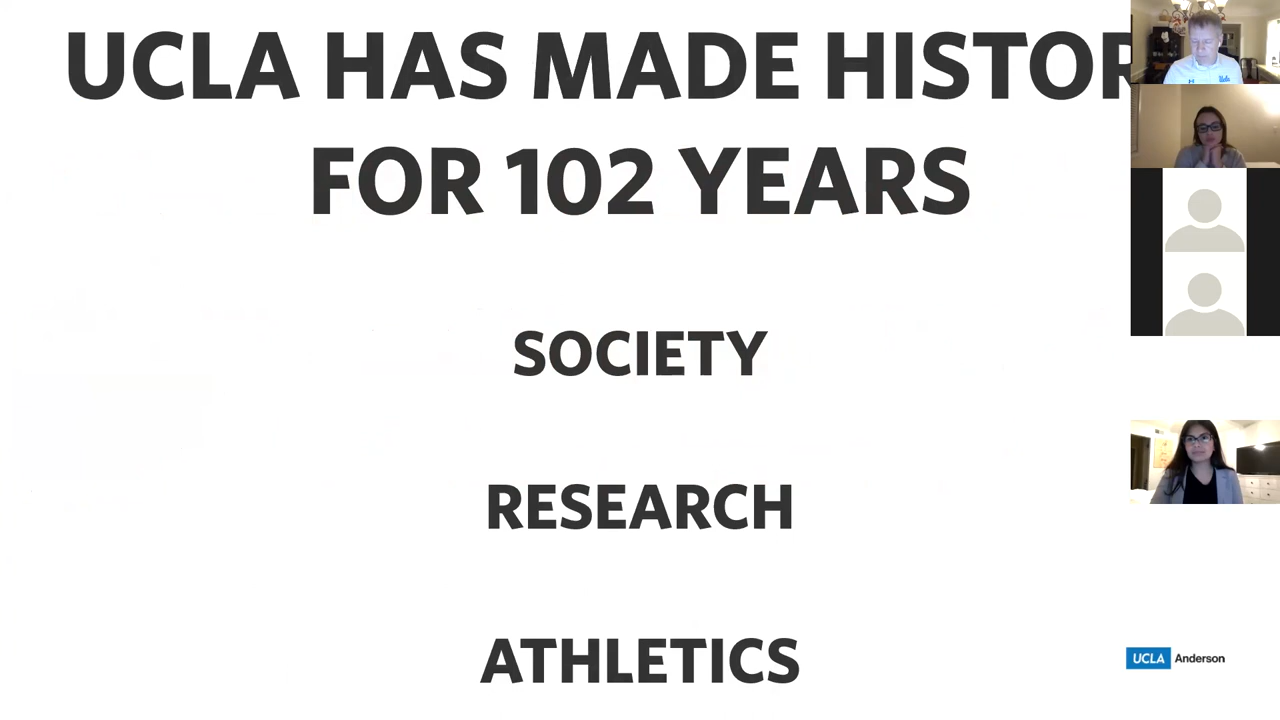 UCLA HAS MADE HISTOR
FOR 102 YEARS
SOCIETY
RESEARCH
ATHLETICS
UCLA Anderson